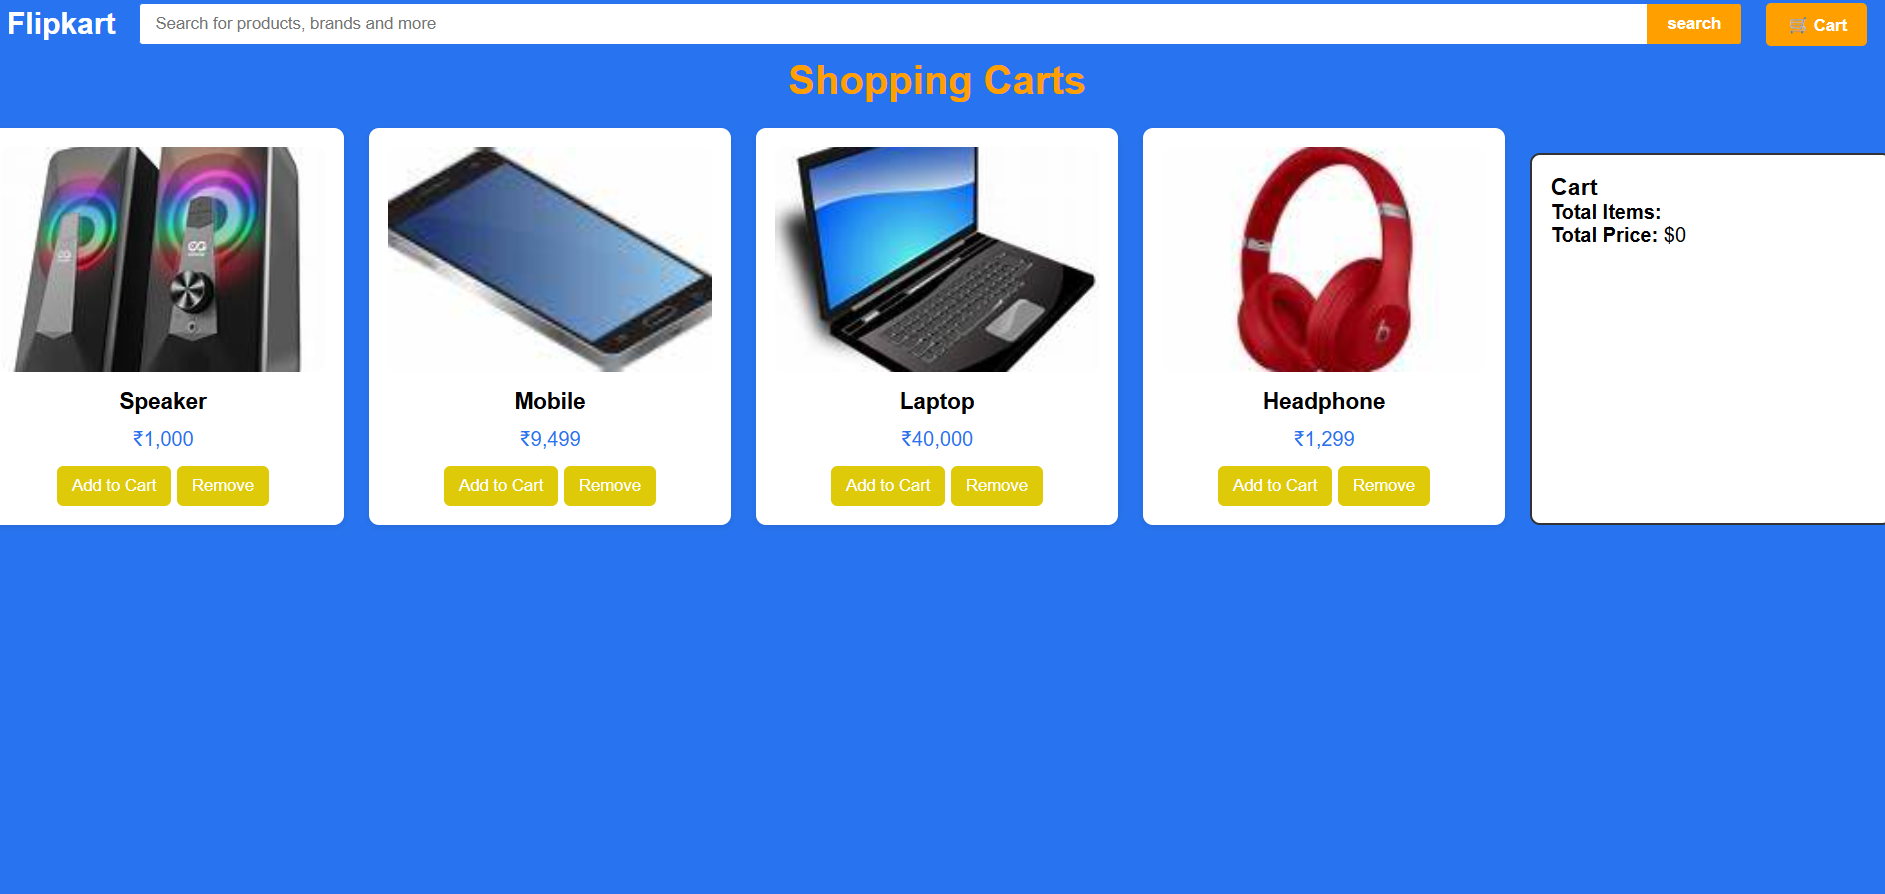 Flipkart
Search for products, brands and more
search
🛒 Cart
Shopping Carts
Speaker
₹1,000
Add to Cart Remove
Mobile
₹9,499
Add to Cart Remove
Laptop
₹40,000
Add to Cart Remove
Headphone
₹1,299
Add to Cart Remove
Cart
Total Items:
Total Price: $0